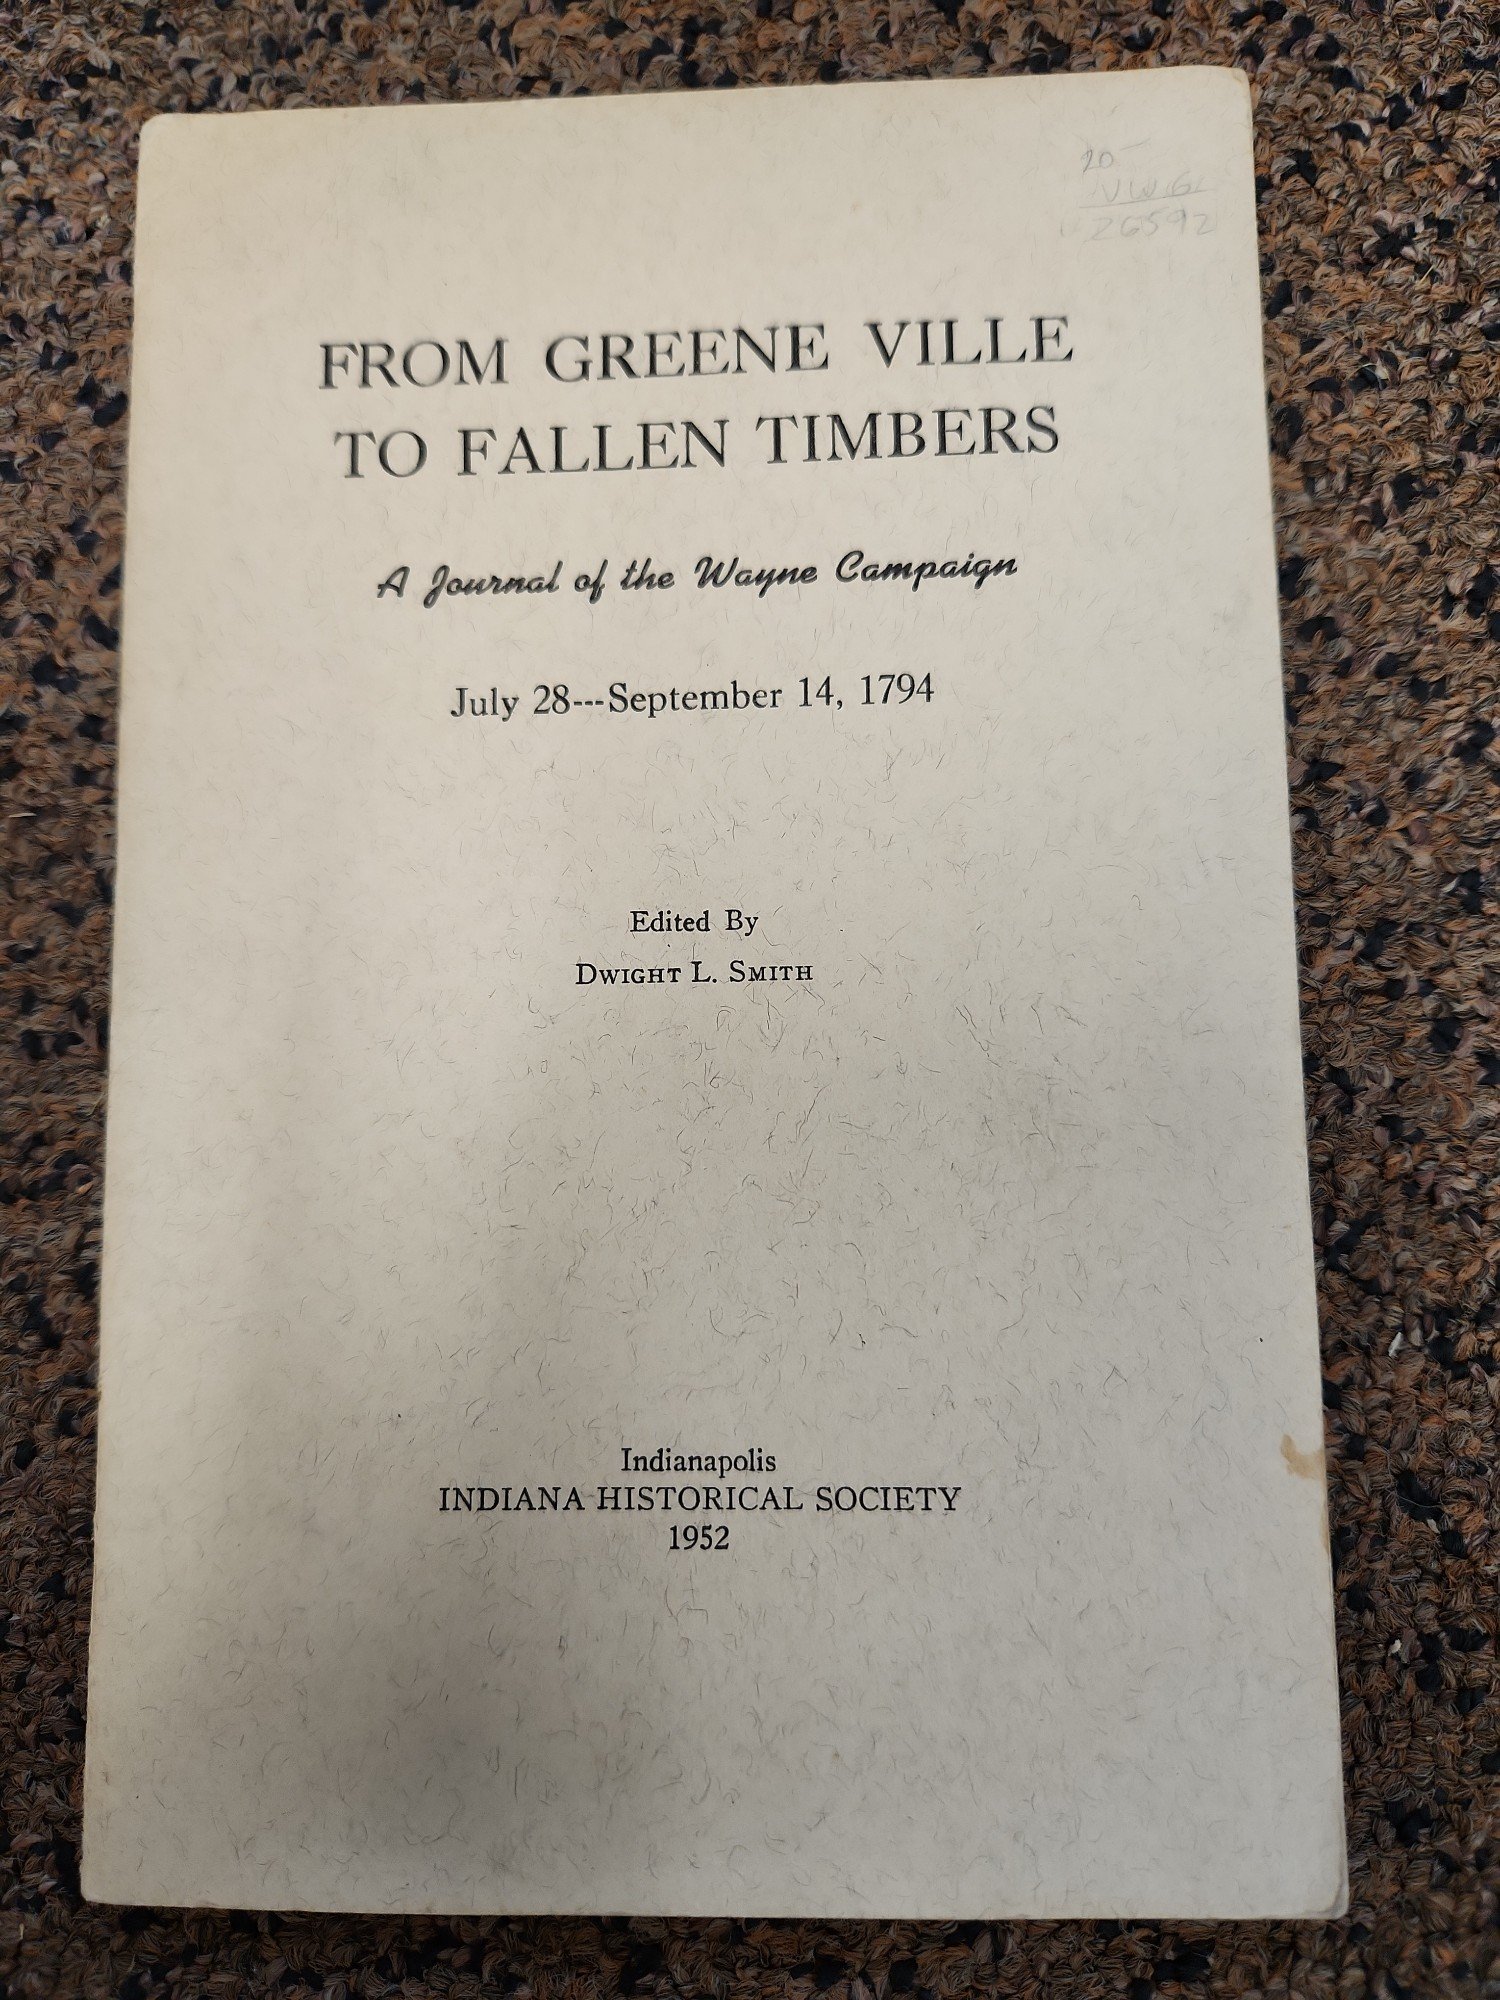 20-
26592
FROM GREENE VILLE
TO FALLEN TIMBERS
A Journal of the Wayne Campaign
July 28---September 14, 1794
Edited By
DWIGHT L. SMITH
Indianapolis
INDIANA HISTORICAL SOCIETY
1952